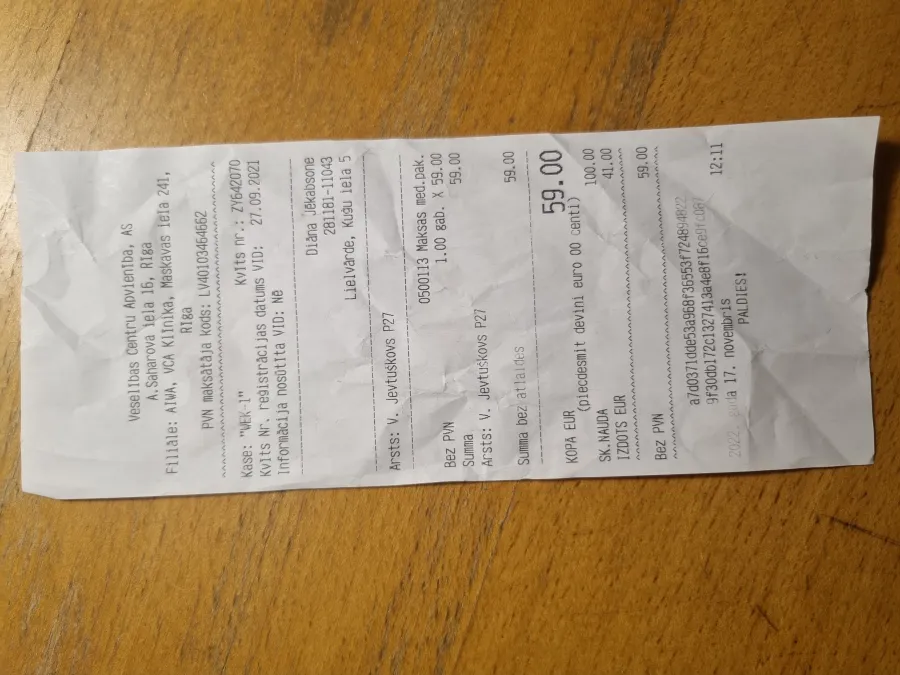 Veselības Centru Apvienība, AS
A.Saharova iela 16, Rīga
Filiāle: AIWA, VCA Klīnika, Maskavas iela 241,
Rīga
PVN maksātāja kods: LV40103464662
Kase: "WEK-1" Kvīts nr.: ZY642070
Kvīts Nr. reģistrācijas datums VID: 27.09.2021
Informācija nosūtīta VID: Nē
Diāna Jēkabsone
281181-11043
Lielvārde, Kuģu iela 5
Ārsts: V. Jevtuškovs P27
0500113 Maksas med.pak.
Bez PVN 1.00 gab. X 59.00
Summa 59.00
Ārsts: V. Jevtuškovs P27
Summa bez atlaides 59.00
KOPĀ EUR 59.00
(piecdesmit deviņi euro 00 centi)
SK.NAUDA 100.00
IZDOTS EUR 41.00
Bez PVN 59.00
2022. gada 17. novembris 12:11
PALDIES!